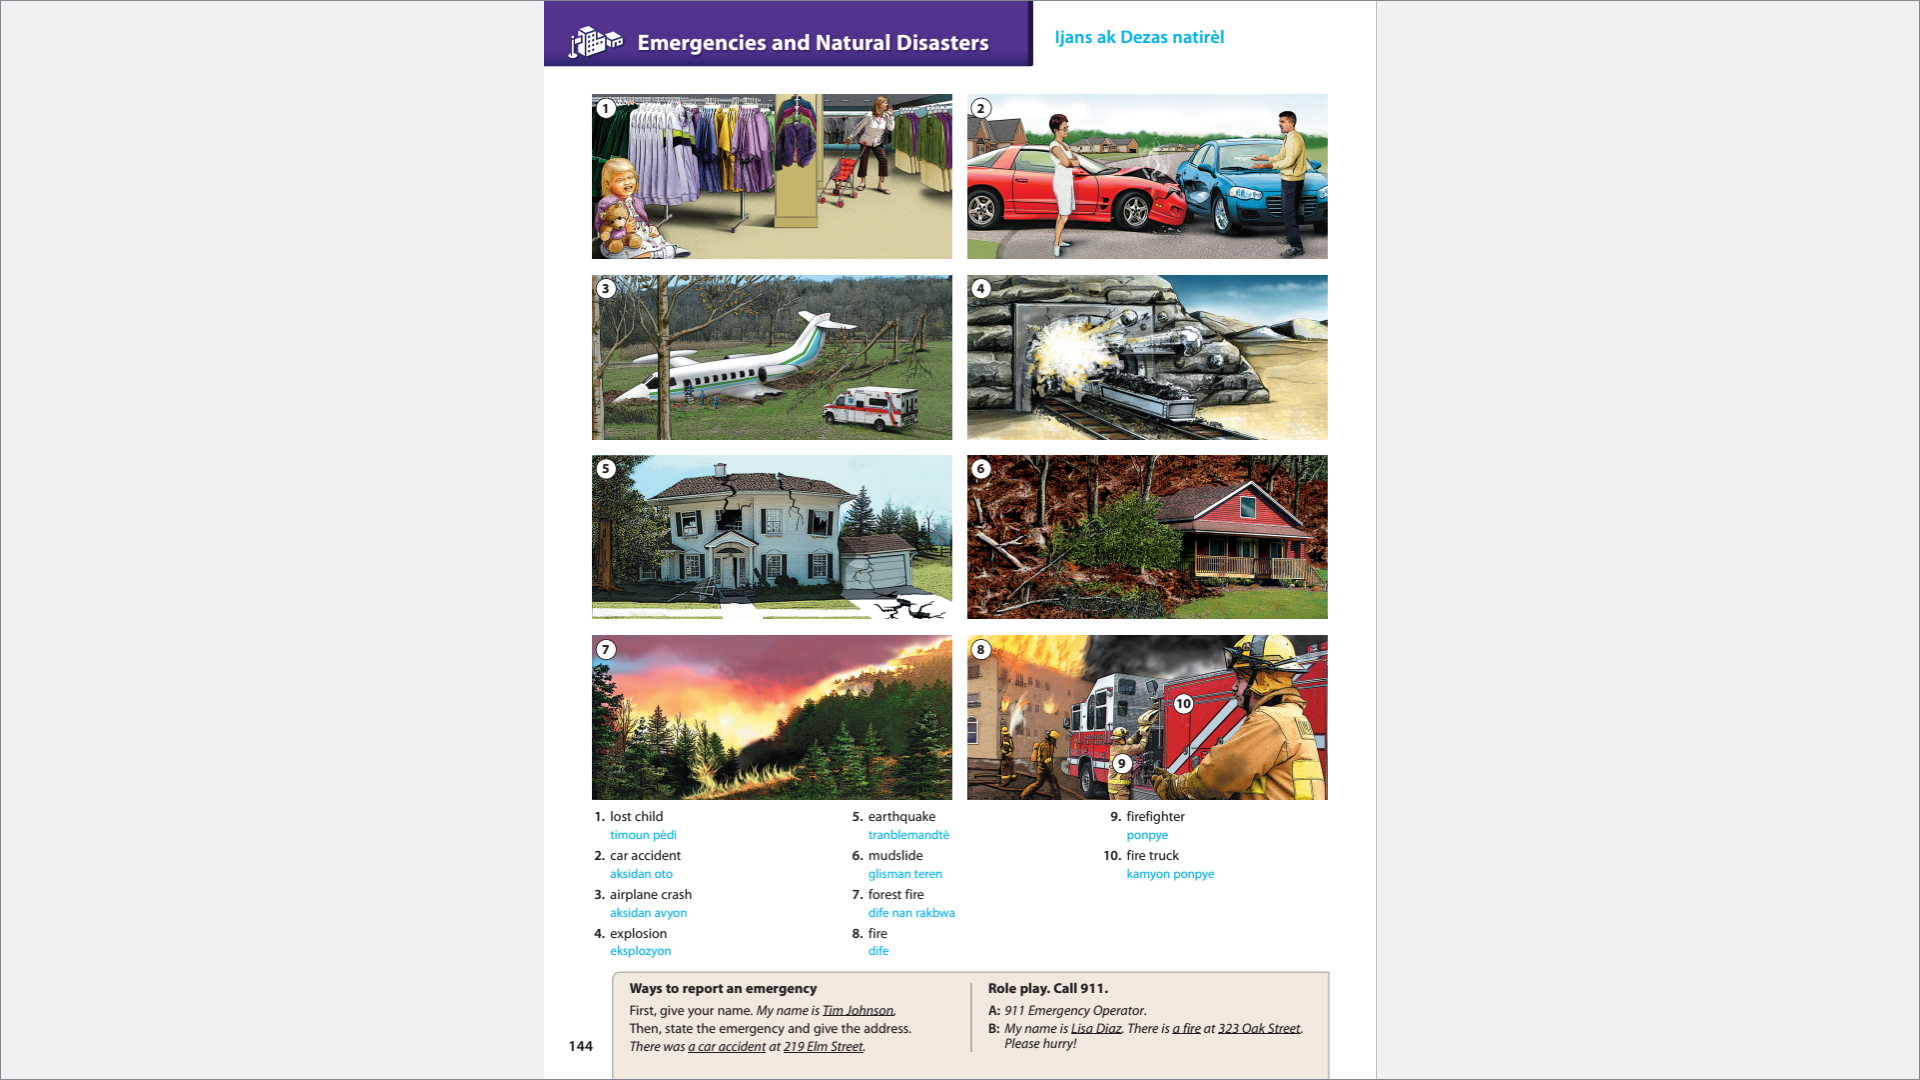 Emergencies and Natural Disasters
Ijans ak Dezas natirèl
1
2
3
4
5
6
7
8
9
10
1. lost child
timoun pèdi
2. car accident
aksidan oto
3. airplane crash
aksidan avyon
4. explosion
eksplozyon
5. earthquake
tranblemandtè
6. mudslide
glisman teren
7. forest fire
dife nan rakbwa
8. fire
dife
9. firefighter
ponpye
10. fire truck
kamyon ponpye
Ways to report an emergency
First, give your name. My name is Tim Johnson.
Then, state the emergency and give the address.
There was a car accident at 219 Elm Street.
Role play. Call 911.
A: 911 Emergency Operator.
B: My name is Lisa Diaz. There is a fire at 323 Oak Street.
Please hurry!
144